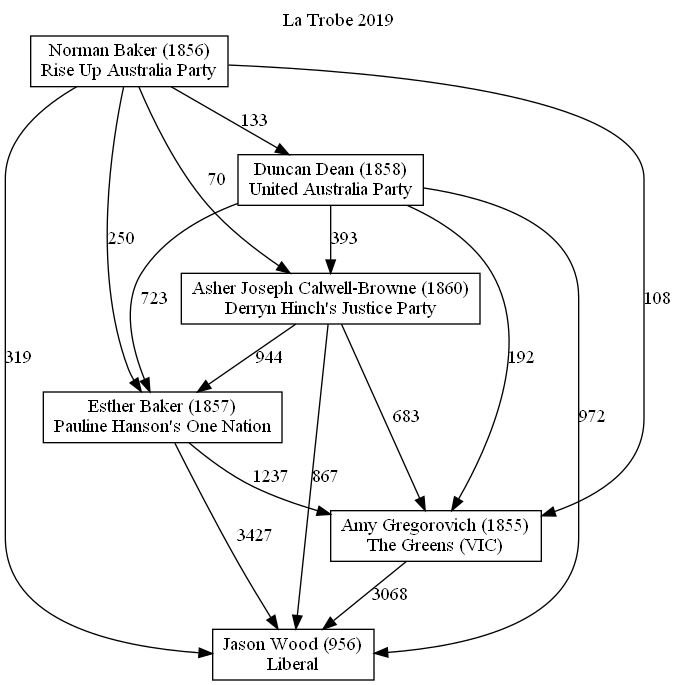 La Trobe 2019
Norman Baker (1856)
Rise Up Australia Party
133
Duncan Dean (1858)
United Australia Party
70
250
393
723
108
Asher Joseph Calwell-Browne (1860)
Derryn Hinch's Justice Party
319
944
192
Esther Baker (1857)
Pauline Hanson's One Nation
683
972
1237
867
Amy Gregorovich (1855)
The Greens (VIC)
3427
3068
Jason Wood (956)
Liberal